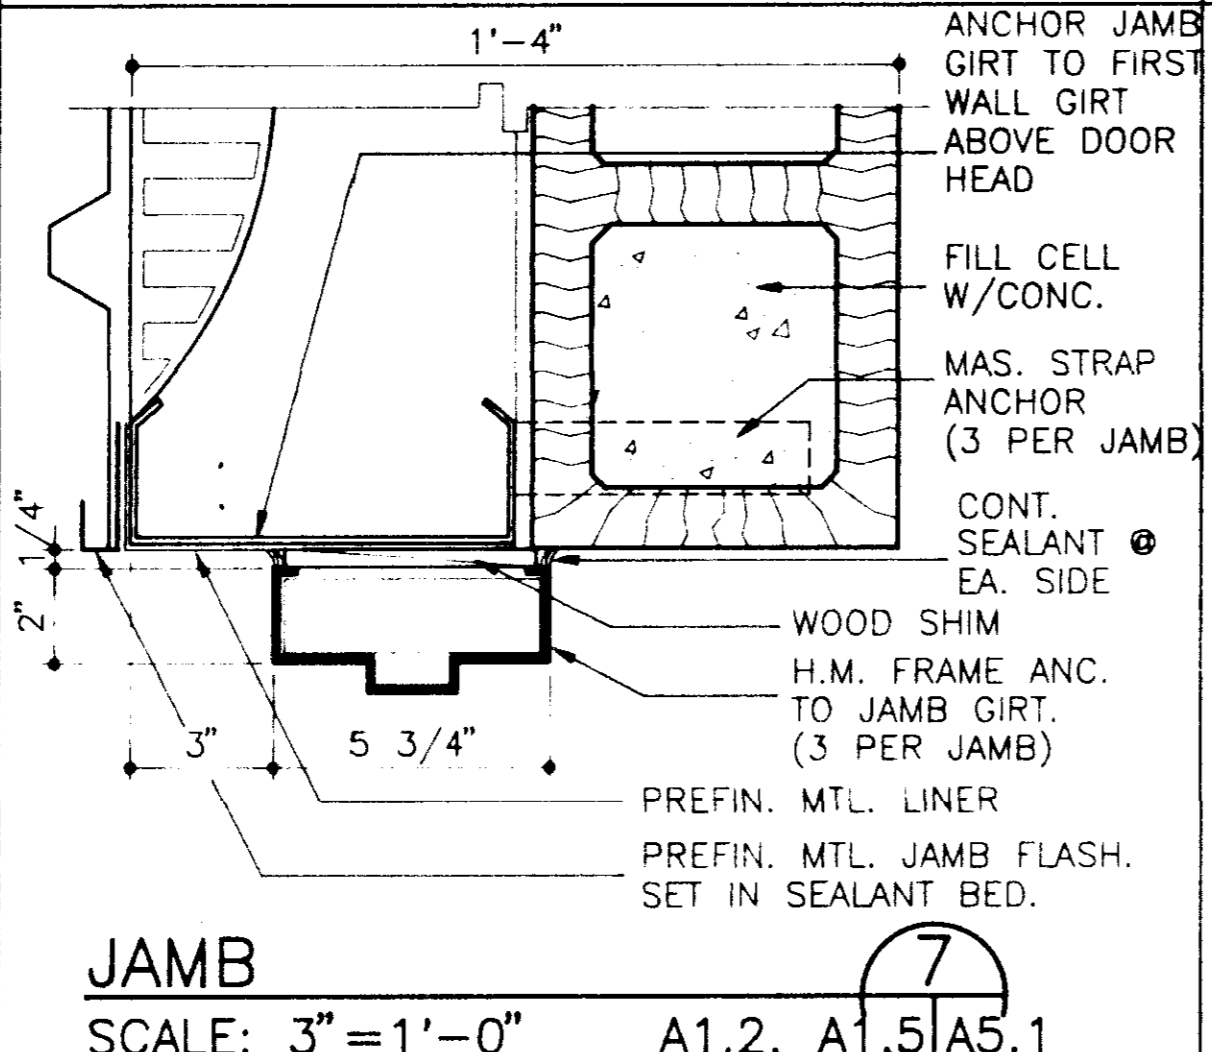 1'-4"
ANCHOR JAMB
GIRT TO FIRST
WALL GIRT
ABOVE DOOR
HEAD
FILL CELL
W/CONC.
MAS. STRAP
ANCHOR
(3 PER JAMB)
CONT.
SEALANT @
EA. SIDE
WOOD SHIM
H.M. FRAME ANC.
TO JAMB GIRT.
(3 PER JAMB)
1/4"
2"
3"
5 3/4"
PREFIN. MTL. LINER
PREFIN. MTL. JAMB FLASH.
SET IN SEALANT BED.
JAMB
7
SCALE: 3"=1'-0"
A1.2, A1.5 A5.1